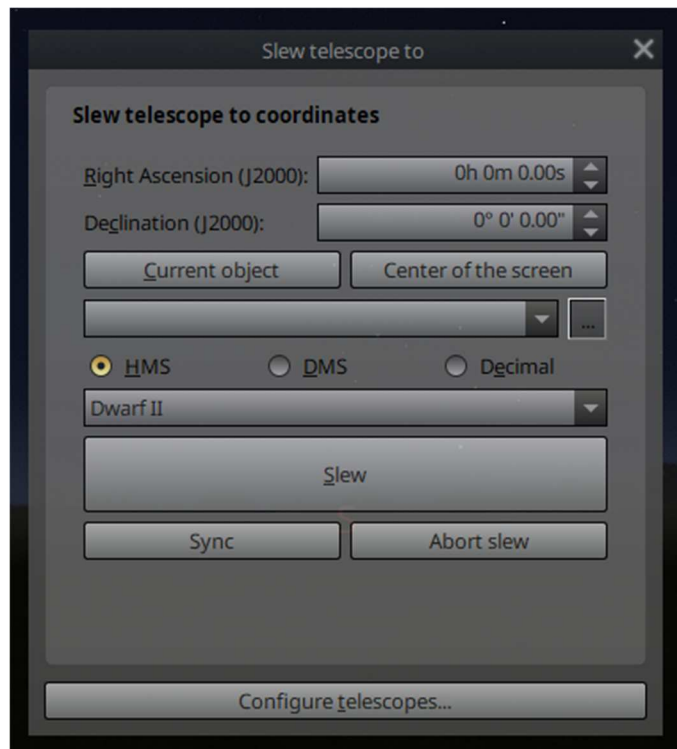 Slew telescope to
Slew telescope to coordinates
Right Ascension (J2000): 0h 0m 0.00s
Declination (J2000): 0° 0' 0.00"
Current object Center of the screen
...
HMS DMS Decimal
Dwarf II
Slew
S
Sync Abort slew
Configure telescopes...